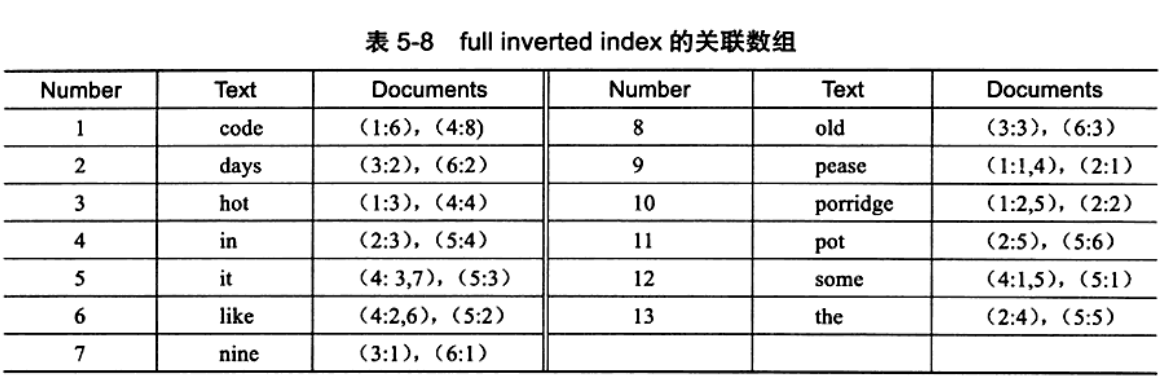 表 5-8 full inverted index 的关联数组
Number Text Documents Number Text Documents
1 code (1:6), (4:8) 8 old (3:3), (6:3)
2 days (3:2), (6:2) 9 pease (1:1,4), (2:1)
3 hot (1:3), (4:4) 10 porridge (1:2,5), (2:2)
4 in (2:3), (5:4) 11 pot (2:5), (5:6)
5 it (4: 3,7), (5:3) 12 some (4:1,5), (5:1)
6 like (4:2,6), (5:2) 13 the (2:4), (5:5)
7 nine (3:1), (6:1)